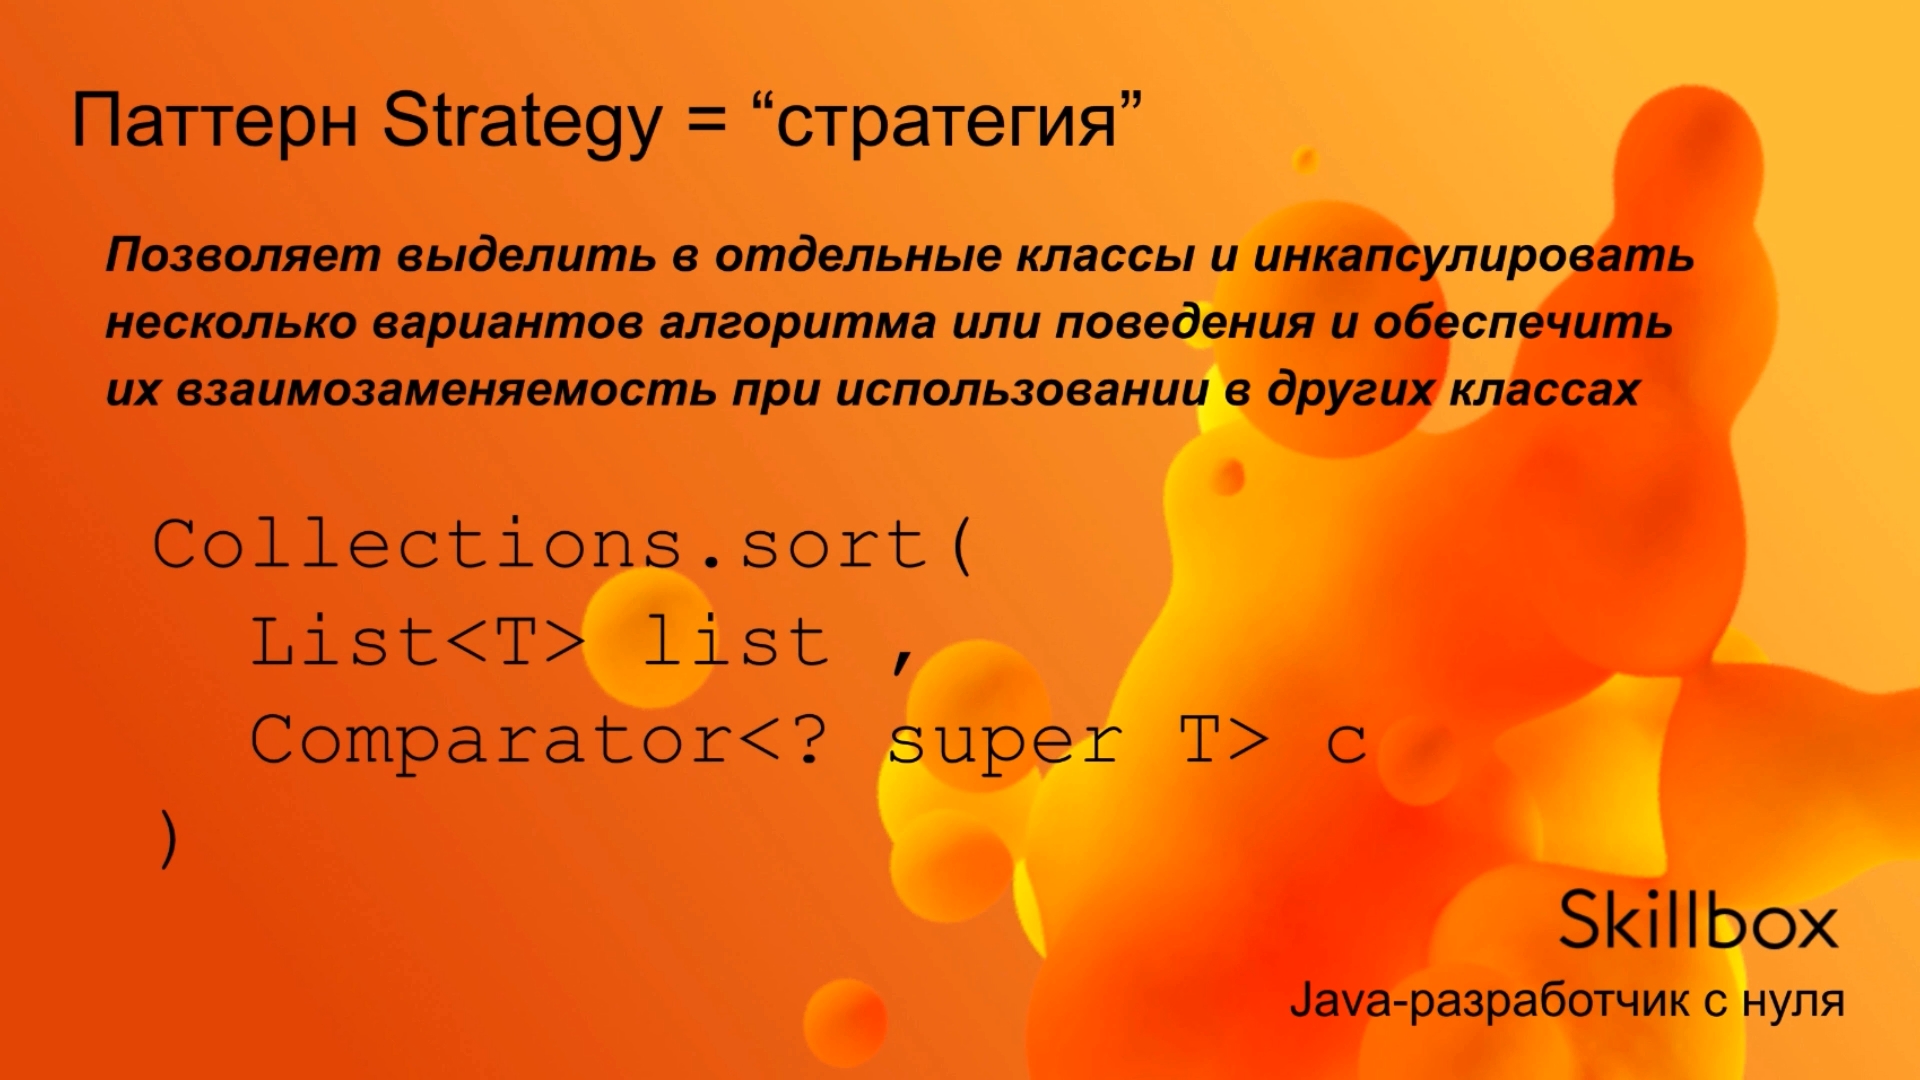 Паттерн Strategy = “стратегия”
Позволяет выделить в отдельные классы и инкапсулировать
несколько вариантов алгоритма или поведения и обеспечить
их взаимозаменяемость при использовании в других классах
Collections.sort(
List<T> list ,
Comparator<? super T> c
)
Skillbox
Java-разработчик с нуля